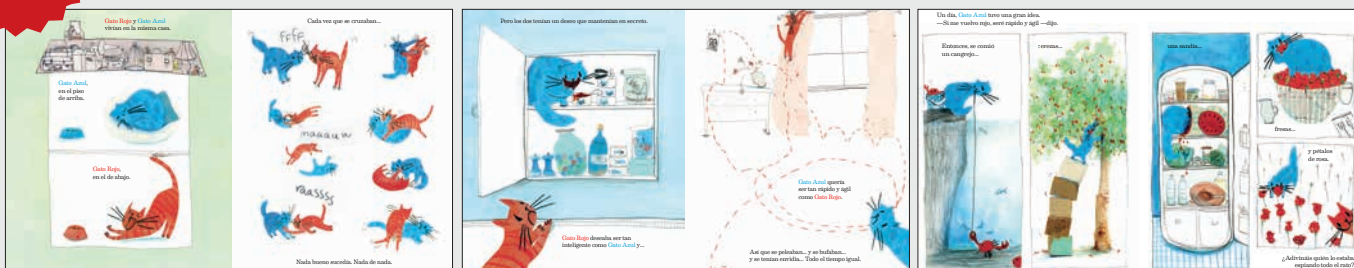 Gato Rojo y Gato Azul
vivían en la misma casa.
Gato Azul,
en el piso
de arriba.
Gato Rojo,
en el de abajo.
Cada vez que se cruzaban...
FFFF
maaauw
raassss
Nada bueno sucedía. Nada de nada.
Pero los dos tenían un deseo que mantenían en secreto.
Gato Rojo deseaba ser tan
inteligente como Gato Azul y...
Gato Azul quería
ser tan rápido y ágil
como Gato Rojo.
Así que se peleaban... y se bufaban...
y se tenían envidia... Todo el tiempo igual.
Un día, Gato Azul tuvo una gran idea.
—Si me vuelvo rojo, seré rápido y ágil —dijo.
Entonces, se comió
un cangrejo...
cerezas...
una sandía...
fresas...
y pétalos
de rosa.
¿Adivináis quién lo estaba
espiando todo el rato?